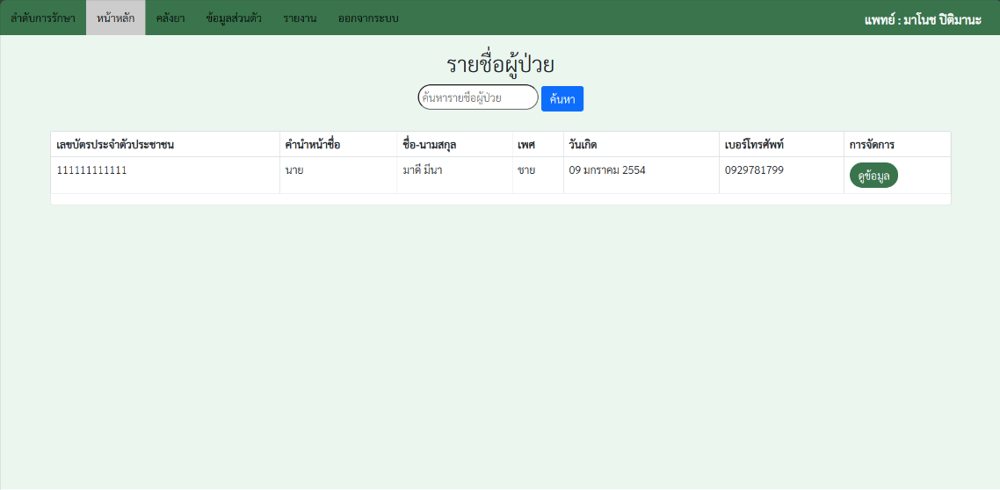 ลำดับการรักษา หน้าหลัก คลังยา ข้อมูลส่วนตัว รายงาน ออกจากระบบ แพทย์ : มาโนช ปิติมานะ
รายชื่อผู้ป่วย
ค้นหารายชื่อผู้ป่วย ค้นหา
เลขบัตรประจำตัวประชาชน คำนำหน้าชื่อ ชื่อ-นามสกุล เพศ วันเกิด เบอร์โทรศัพท์ การจัดการ
111111111111 นาย มาดี มีนา ชาย 09 มกราคม 2554 0929781799 ดูข้อมูล